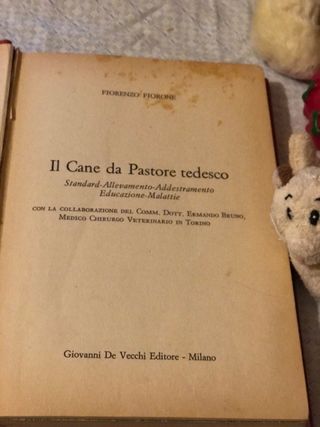 FIORENZO FIORONE
Il Cane da Pastore tedesco
Standard-Allevamento-Addestramento
Educazione-Malattie
CON LA COLLABORAZIONE DEL COMM. DOTT. ERMANDO BRUNO,
MEDICO CHIRURGO VETERINARIO IN TORINO
Giovanni De Vecchi Editore - Milano